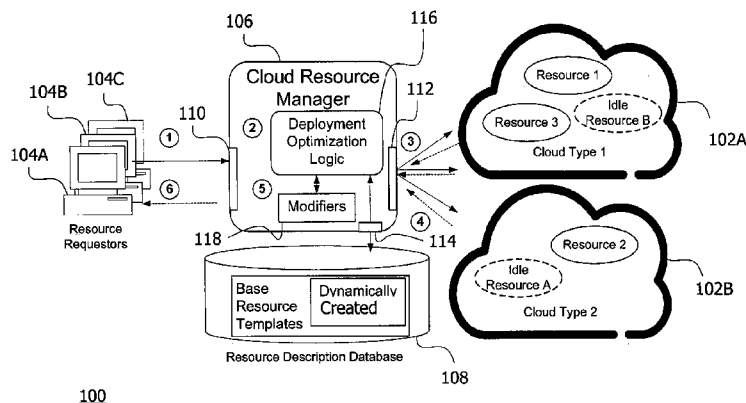 116
106
104C
104B
104A
Cloud Resource
Manager
112
110
1
2
3
Deployment
Optimization
Logic
Resource 1
Idle
Resource B
Resource 3
Cloud Type 1
102A
6
5
4
Modifiers
Resource
Requestors
118
114
Resource 2
Idle
Resource A
Cloud Type 2
102B
Base
Resource
Templates
Dynamically
Created
Resource Description Database
108
100